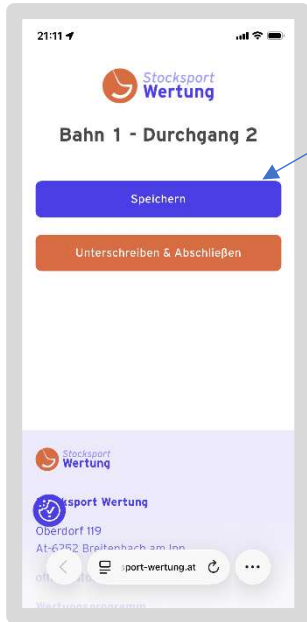 21:11
Stocksport
Wertung
Bahn 1 - Durchgang 2
Speichern
Unterschreiben & Abschließen
Stocksport
Wertung
Wertung
Oberdorf 119
At-6252 Breitenbach am Inn
sport-wertung.at
Wertungsprogramm